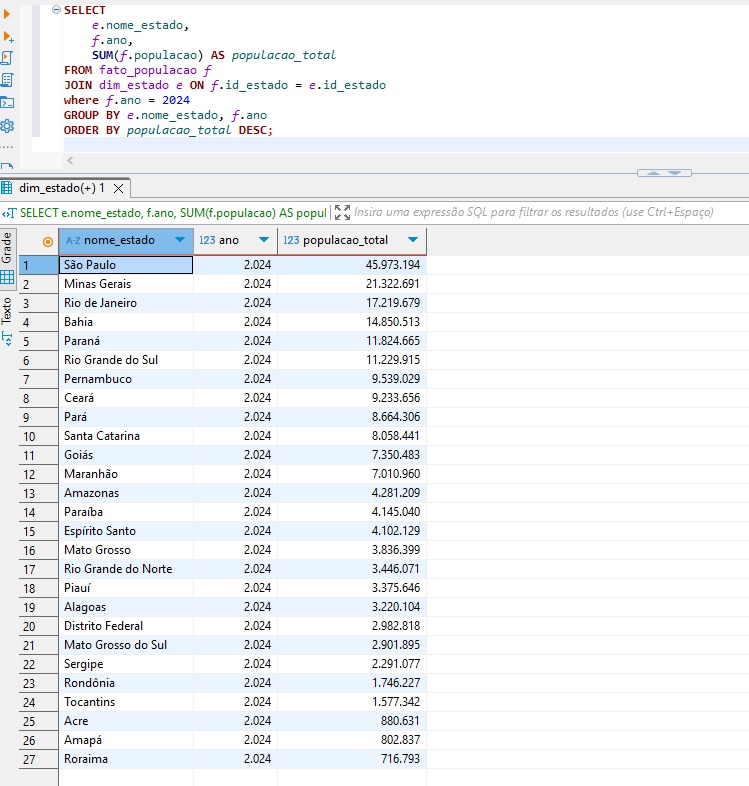 SELECT
e.nome_estado,
f.ano,
SUM(f.populacao) AS populacao_total
FROM fato_populacao f
JOIN dim_estado e ON f.id_estado = e.id_estado
where f.ano = 2024
GROUP BY e.nome_estado, f.ano
ORDER BY populacao_total DESC;
dim_estado(+) 1
SELECT e.nome_estado, f.ano, SUM(f.populacao) AS popul Insira uma expressão SQL para filtrar os resultados (use Ctrl+Espaço)
Grade
Texto
A-Z nome_estado 123 ano 123 populacao_total
1 São Paulo 2.024 45.973.194
2 Minas Gerais 2.024 21.322.691
3 Rio de Janeiro 2.024 17.219.679
4 Bahia 2.024 14.850.513
5 Paraná 2.024 11.824.665
6 Rio Grande do Sul 2.024 11.229.915
7 Pernambuco 2.024 9.539.029
8 Ceará 2.024 9.233.656
9 Pará 2.024 8.664.306
10 Santa Catarina 2.024 8.058.441
11 Goiás 2.024 7.350.483
12 Maranhão 2.024 7.010.960
13 Amazonas 2.024 4.281.209
14 Paraíba 2.024 4.145.040
15 Espírito Santo 2.024 4.102.129
16 Mato Grosso 2.024 3.836.399
17 Rio Grande do Norte 2.024 3.446.071
18 Piauí 2.024 3.375.646
19 Alagoas 2.024 3.220.104
20 Distrito Federal 2.024 2.982.818
21 Mato Grosso do Sul 2.024 2.901.895
22 Sergipe 2.024 2.291.077
23 Rondônia 2.024 1.746.227
24 Tocantins 2.024 1.577.342
25 Acre 2.024 880.631
26 Amapá 2.024 802.837
27 Roraima 2.024 716.793